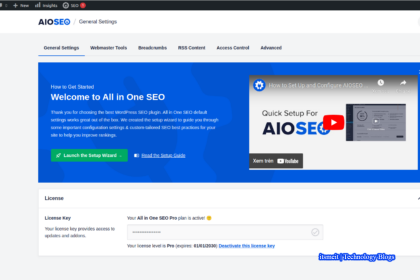 New Insights SEO
AIOSEO / General Settings
General Settings Webmaster Tools Breadcrumbs RSS Content Access Control Advanced
How to Get Started
Welcome to All in One SEO
Thank you for choosing the best WordPress SEO plugin. All in One SEO default
settings works great out of the box. We created the setup wizard to guide you through
some important configuration settings & custom-tailored SEO best practices for your
site to help you improve rankings.
Launch the Setup Wizard → Read the Setup Guide
How to Set Up and Configure AIOSEO...
Quick Setup For
AIOSEO
Xem trên YouTube
License
License Key
Your license key provides access to
updates and addons.
Your All in One SEO Pro plan is active! 🙂
Your license level is Pro (expires: 01/01/2030) Deactivate this license key
itsmeit Technology Blogs